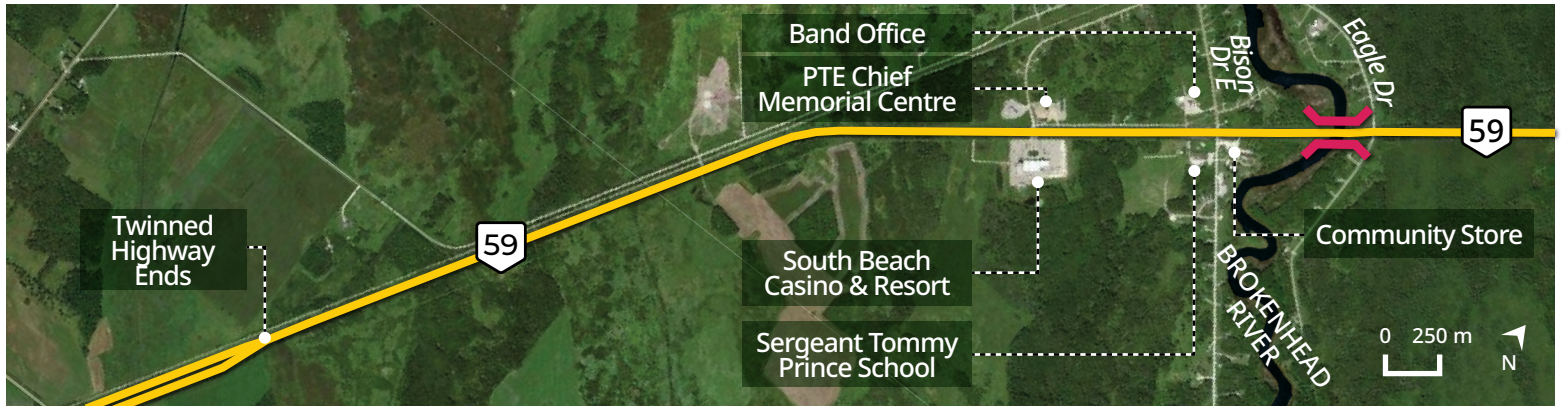 Band Office
PTE Chief
Memorial Centre
Bison
Dr E
Eagle Dr
59
Twinned
Highway
Ends
59
South Beach
Casino & Resort
Community Store
Sergeant Tommy
Prince School
BROKENHEAD
RIVER
0 250 m
N